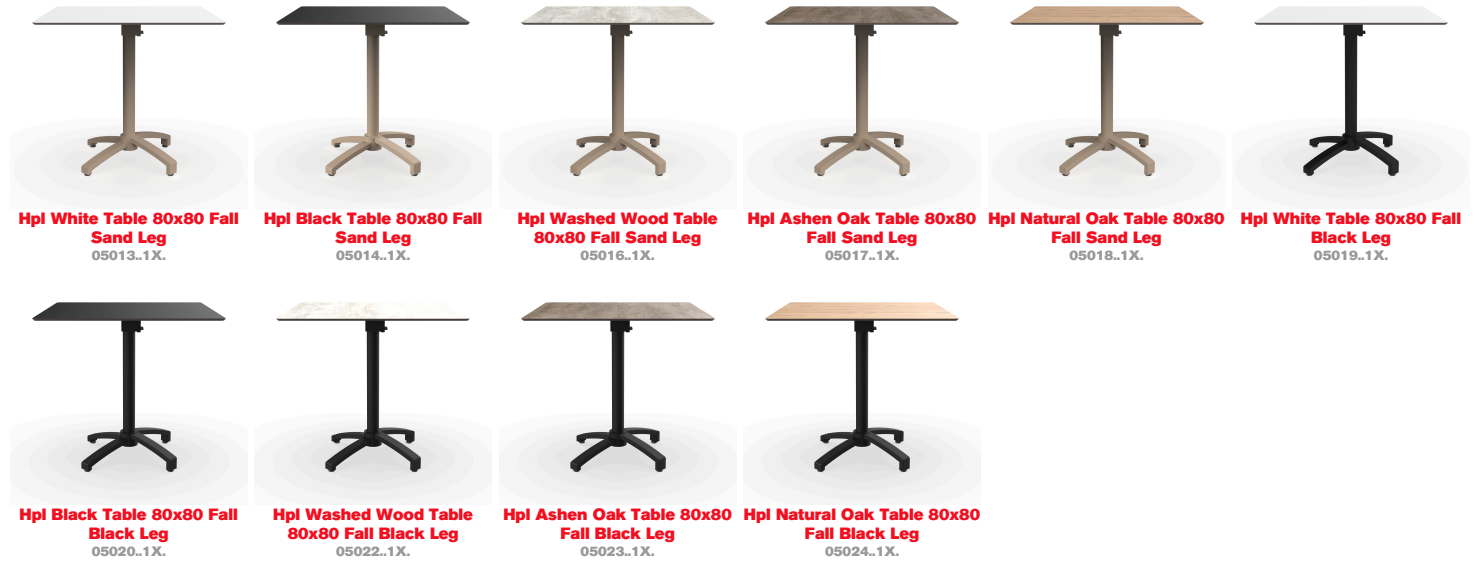 Hpl White Table 80x80 Fall
Sand Leg
05013..1X.
Hpl Black Table 80x80 Fall
Sand Leg
05014..1X.
Hpl Washed Wood Table
80x80 Fall Sand Leg
05016..1X.
Hpl Ashen Oak Table 80x80
Fall Sand Leg
05017..1X.
Hpl Natural Oak Table 80x80
Fall Sand Leg
05018..1X.
Hpl White Table 80x80 Fall
Black Leg
05019..1X.
Hpl Black Table 80x80 Fall
Black Leg
05020..1X.
Hpl Washed Wood Table
80x80 Fall Black Leg
05022..1X.
Hpl Ashen Oak Table 80x80
Fall Black Leg
05023..1X.
Hpl Natural Oak Table 80x80
Fall Black Leg
05024..1X.